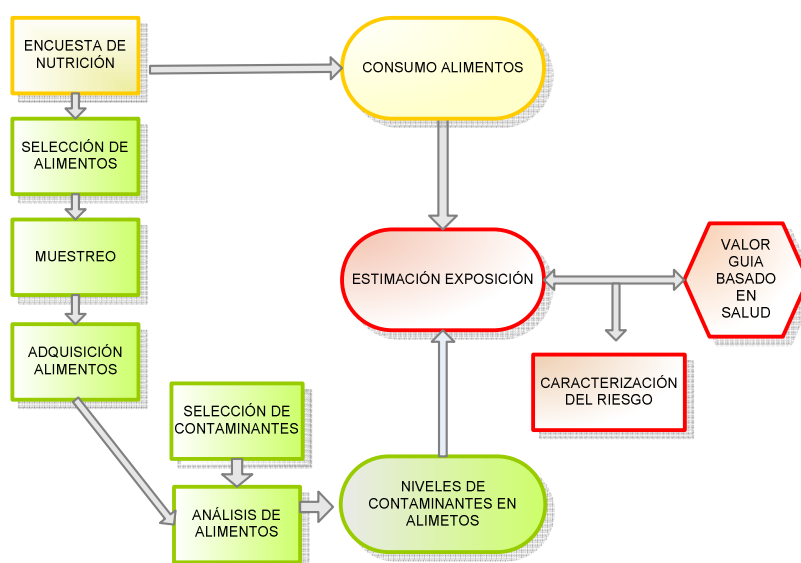 ENCUESTA DE
NUTRICIÓN
CONSUMO ALIMENTOS
SELECCIÓN DE
ALIMENTOS
MUESTREO
ESTIMACIÓN EXPOSICIÓN
VALOR
GUIA
BASADO
EN
SALUD
ADQUISICIÓN
ALIMENTOS
CARACTERIZACIÓN
DEL RIESGO
SELECCIÓN DE
CONTAMINANTES
ANÁLISIS DE
ALIMENTOS
NIVELES DE
CONTAMINANTES EN
ALIMETOS